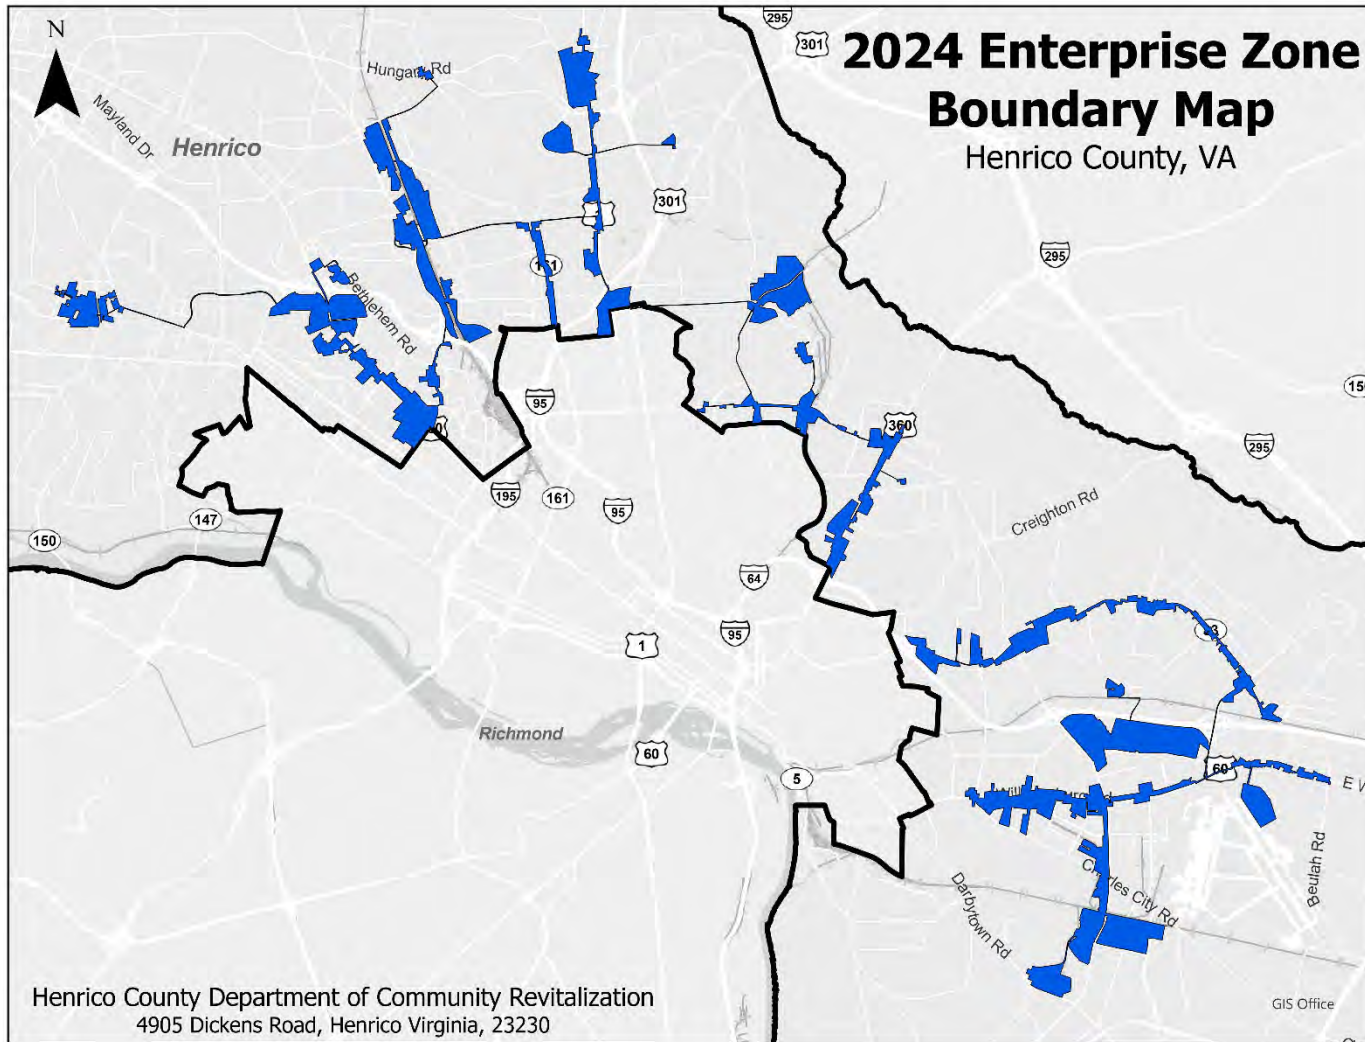 N
295
301
2024 Enterprise Zone
Boundary Map
Henrico County, VA
Hungary Rd
Mayland Dr
Henrico
301
161
295
Bethlehem Rd
95
360
295
195
161
95
147
150
Creighton Rd
64
95
1
Richmond
60
5
60
E W
Beulah Rd
Charles City Rd
Darbytown Rd
Henrico County Department of Community Revitalization
4905 Dickens Road, Henrico Virginia, 23230
GIS Office